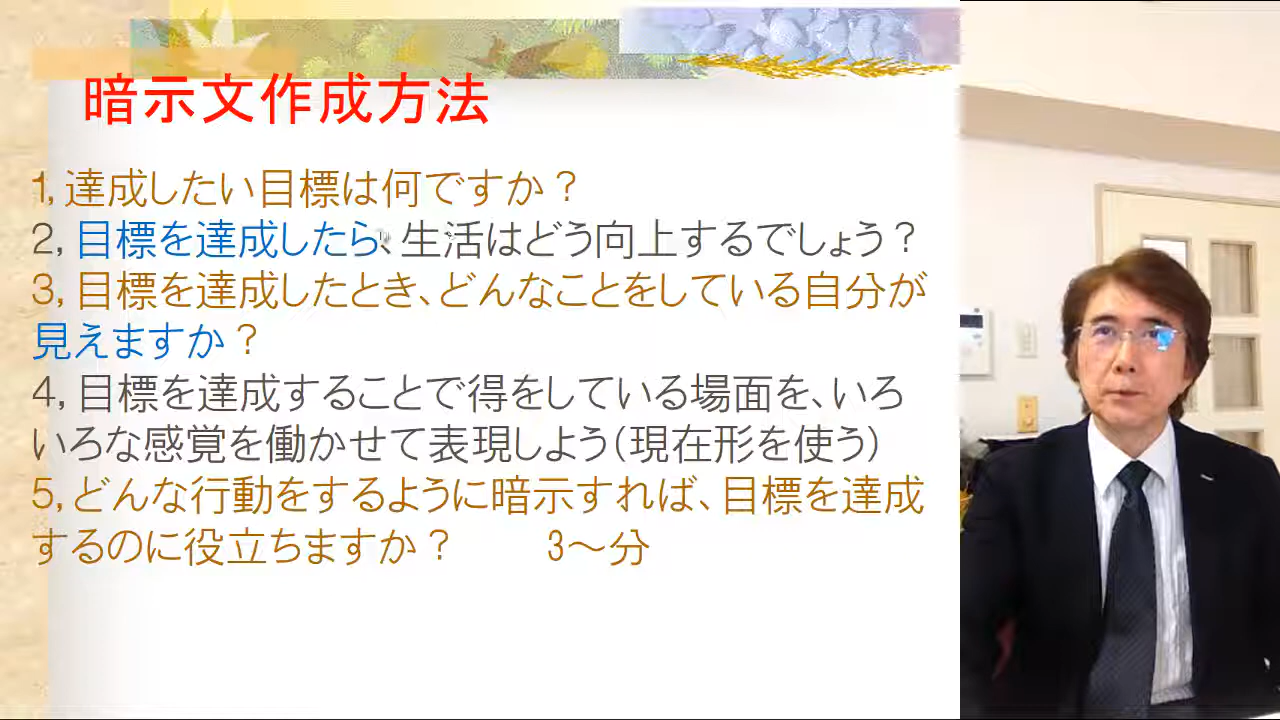 暗示文作成方法
1, 達成したい目標は何ですか？
2, 目標を達成したら、生活はどう向上するでしょう？
3, 目標を達成したとき、どんなことをしている自分が
見えますか？
4, 目標を達成することで得をしている場面を、いろ
いろな感覚を働かせて表現しよう（現在形を使う）
5, どんな行動をするように暗示すれば、目標を達成
するのに役立ちますか？　　3～分